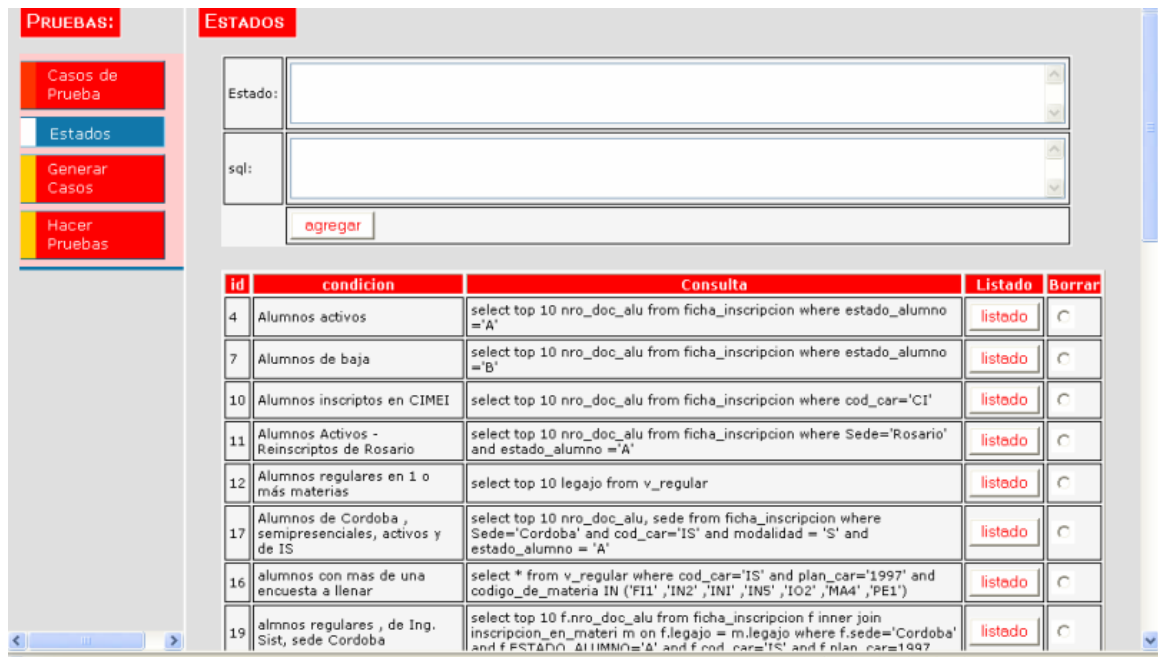 PRUEBAS:
ESTADOS
Casos de
Prueba
Estados
Generar
Casos
Hacer
Pruebas
Estado:
sql:
agregar
id condicion Consulta Listado Borrar
4 Alumnos activos select top 10 nro_doc_alu from ficha_inscripcion where estado_alumno
='A' listado
7 Alumnos de baja select top 10 nro_doc_alu from ficha_inscripcion where estado_alumno
='B' listado
10 Alumnos inscriptos en CIMEI select top 10 nro_doc_alu from ficha_inscripcion where cod_car='CI' listado
11 Alumnos Activos -
Reinscriptos de Rosario select top 10 nro_doc_alu from ficha_inscripcion where Sede='Rosario'
and estado_alumno ='A' listado
12 Alumnos regulares en 1 o
más materias select top 10 legajo from v_regular listado
17 Alumnos de Cordoba ,
semipresenciales, activos y
de IS select top 10 nro_doc_alu, sede from ficha_inscripcion where
Sede='Cordoba' and cod_car='IS' and modalidad = 'S' and
estado_alumno = 'A' listado
16 alumnos con mas de una
encuesta a llenar select * from v_regular where cod_car='IS' and plan_car='1997' and
codigo_de_materia IN ('FI1' ,'IN2' ,'INI' ,'IN5' ,'IO2' ,'MA4' ,'PE1') listado
19 almnos regulares , de Ing.
Sist, sede Cordoba select top 10 f.nro_doc_alu from ficha_inscripcion f inner join
inscripcion_en_materi m on f.legajo = m.legajo where f.sede='Cordoba'
and f.ESTADO_ALUMNO='A' and f.cod_car='IS' and f.plan_car=1997 listado